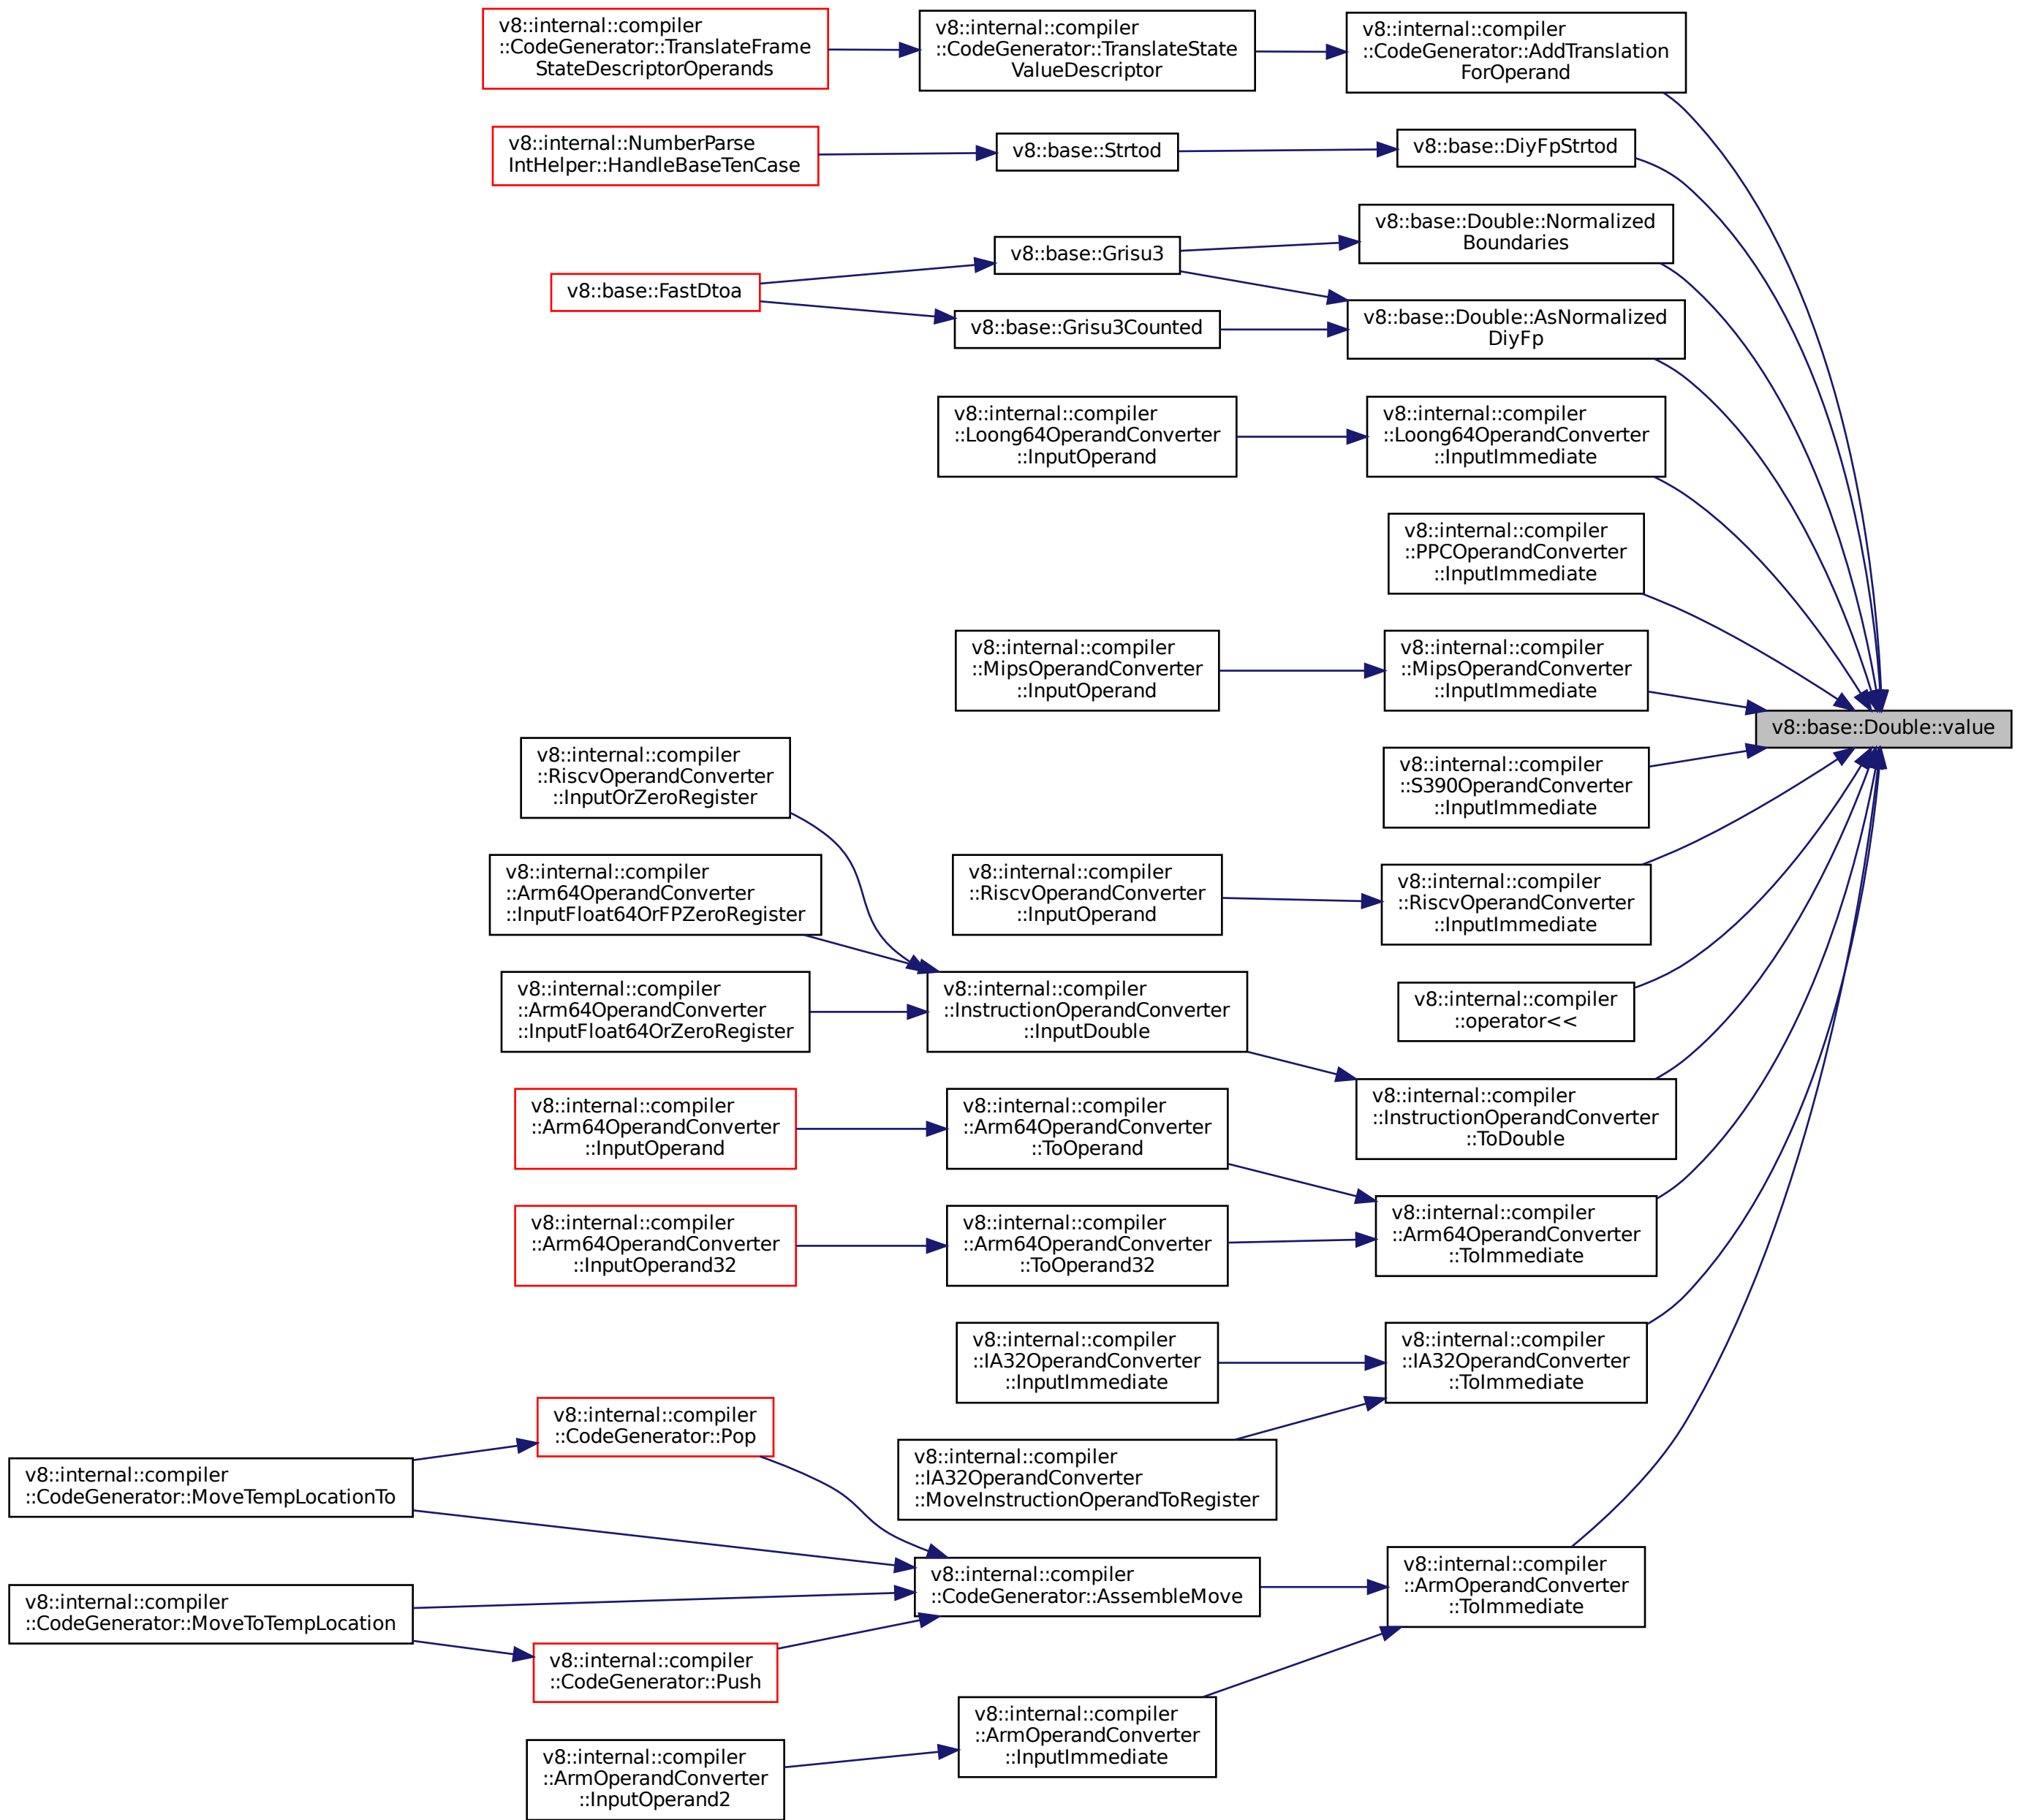 v8::internal::compiler
::CodeGenerator::TranslateFrame
StateDescriptorOperands
v8::internal::compiler
::CodeGenerator::TranslateState
ValueDescriptor
v8::internal::compiler
::CodeGenerator::AddTranslation
ForOperand
v8::internal::NumberParse
IntHelper::HandleBaseTenCase
v8::base::Strtod
v8::base::DiyFpStrtod
v8::base::Double::Normalized
Boundaries
v8::base::Grisu3
v8::base::FastDtoa
v8::base::Double::AsNormalized
DiyFp
v8::base::Grisu3Counted
v8::internal::compiler
::Loong64OperandConverter
::InputOperand
v8::internal::compiler
::Loong64OperandConverter
::InputImmediate
v8::internal::compiler
::PPCOperandConverter
::InputImmediate
v8::internal::compiler
::MipsOperandConverter
::InputOperand
v8::internal::compiler
::MipsOperandConverter
::InputImmediate
v8::base::Double::value
v8::internal::compiler
::RiscvOperandConverter
::InputOrZeroRegister
v8::internal::compiler
::S390OperandConverter
::InputImmediate
v8::internal::compiler
::Arm64OperandConverter
::InputFloat64OrFPZeroRegister
v8::internal::compiler
::RiscvOperandConverter
::InputOperand
v8::internal::compiler
::RiscvOperandConverter
::InputImmediate
v8::internal::compiler
::Arm64OperandConverter
::InputFloat64OrZeroRegister
v8::internal::compiler
::InstructionOperandConverter
::InputDouble
v8::internal::compiler
::operator<<
v8::internal::compiler
::InstructionOperandConverter
::ToDouble
v8::internal::compiler
::Arm64OperandConverter
::InputOperand
v8::internal::compiler
::Arm64OperandConverter
::ToOperand
v8::internal::compiler
::Arm64OperandConverter
::InputOperand32
v8::internal::compiler
::Arm64OperandConverter
::ToOperand32
v8::internal::compiler
::Arm64OperandConverter
::ToImmediate
v8::internal::compiler
::IA32OperandConverter
::InputImmediate
v8::internal::compiler
::IA32OperandConverter
::ToImmediate
v8::internal::compiler
::CodeGenerator::Pop
v8::internal::compiler
::IA32OperandConverter
::MoveInstructionOperandToRegister
v8::internal::compiler
::CodeGenerator::MoveTempLocationTo
v8::internal::compiler
::CodeGenerator::AssembleMove
v8::internal::compiler
::ArmOperandConverter
::ToImmediate
v8::internal::compiler
::CodeGenerator::MoveToTempLocation
v8::internal::compiler
::CodeGenerator::Push
v8::internal::compiler
::ArmOperandConverter
::InputImmediate
v8::internal::compiler
::ArmOperandConverter
::InputOperand2